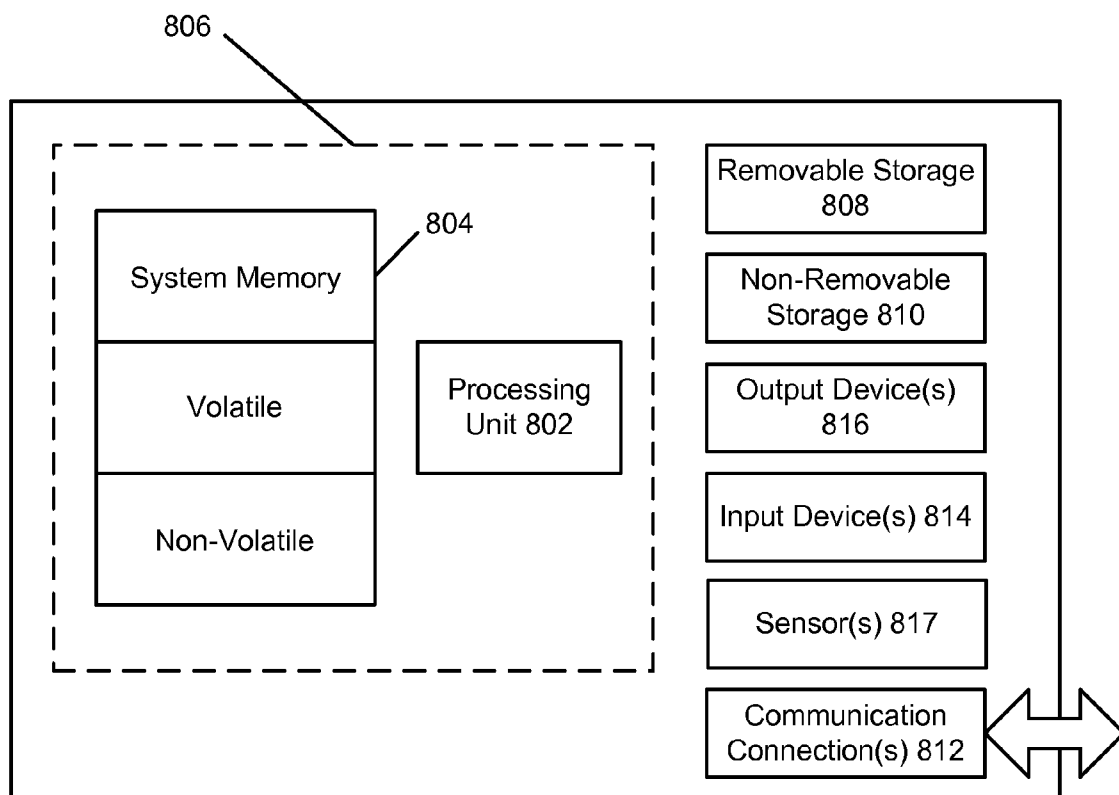 806
804
System Memory
Volatile
Non-Volatile
Processing
Unit 802
Removable Storage
808
Non-Removable
Storage 810
Output Device(s)
816
Input Device(s) 814
Sensor(s) 817
Communication
Connection(s) 812